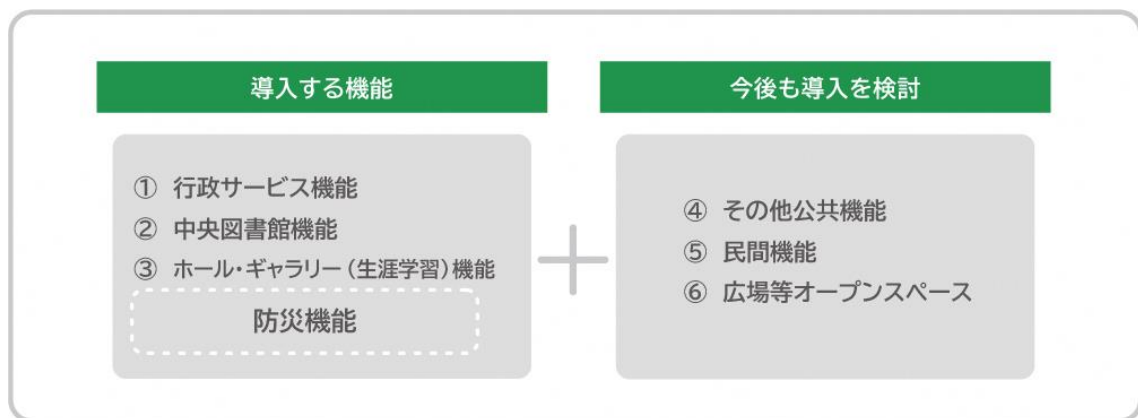 導入する機能
① 行政サービス機能
② 中央図書館機能
③ ホール・ギャラリー（生涯学習）機能
防災機能
今後も導入を検討
④ その他公共機能
⑤ 民間機能
⑥ 広場等オープンスペース